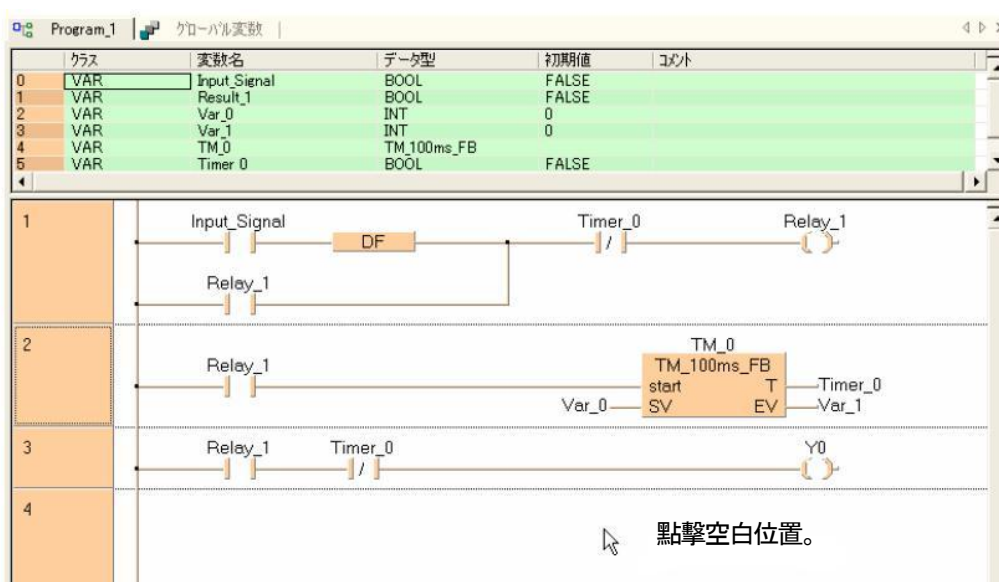 Program_1 グローバル変数
クラス 変数名 データ型 初期値 コメント
0 VAR Input_Signal BOOL FALSE
1 VAR Result_1 BOOL FALSE
2 VAR Var_0 INT 0
3 VAR Var_1 INT 0
4 VAR TM_0 TM_100ms_FB
5 VAR Timer 0 BOOL FALSE
1 Input_Signal Timer_0 Relay_1
DF
Relay_1
2 TM_0
Relay_1 TM_100ms_FB
start T Timer_0
Var_0 SV EV Var_1
3 Relay_1 Timer_0 Y0
4
點擊空白位置。